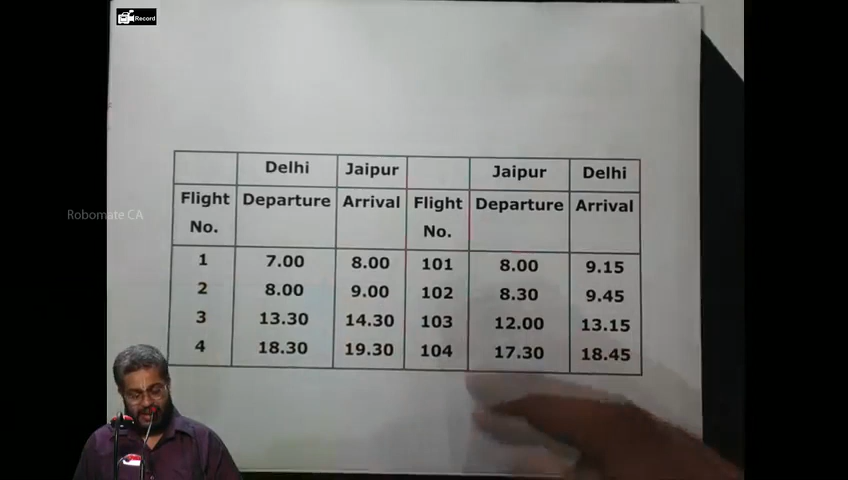 Record
Delhi Jaipur Jaipur Delhi
Flight No. Departure Arrival Flight No. Departure Arrival
1 7.00 8.00 101 8.00 9.15
2 8.00 9.00 102 8.30 9.45
3 13.30 14.30 103 12.00 13.15
4 18.30 19.30 104 17.30 18.45
Robomate CA